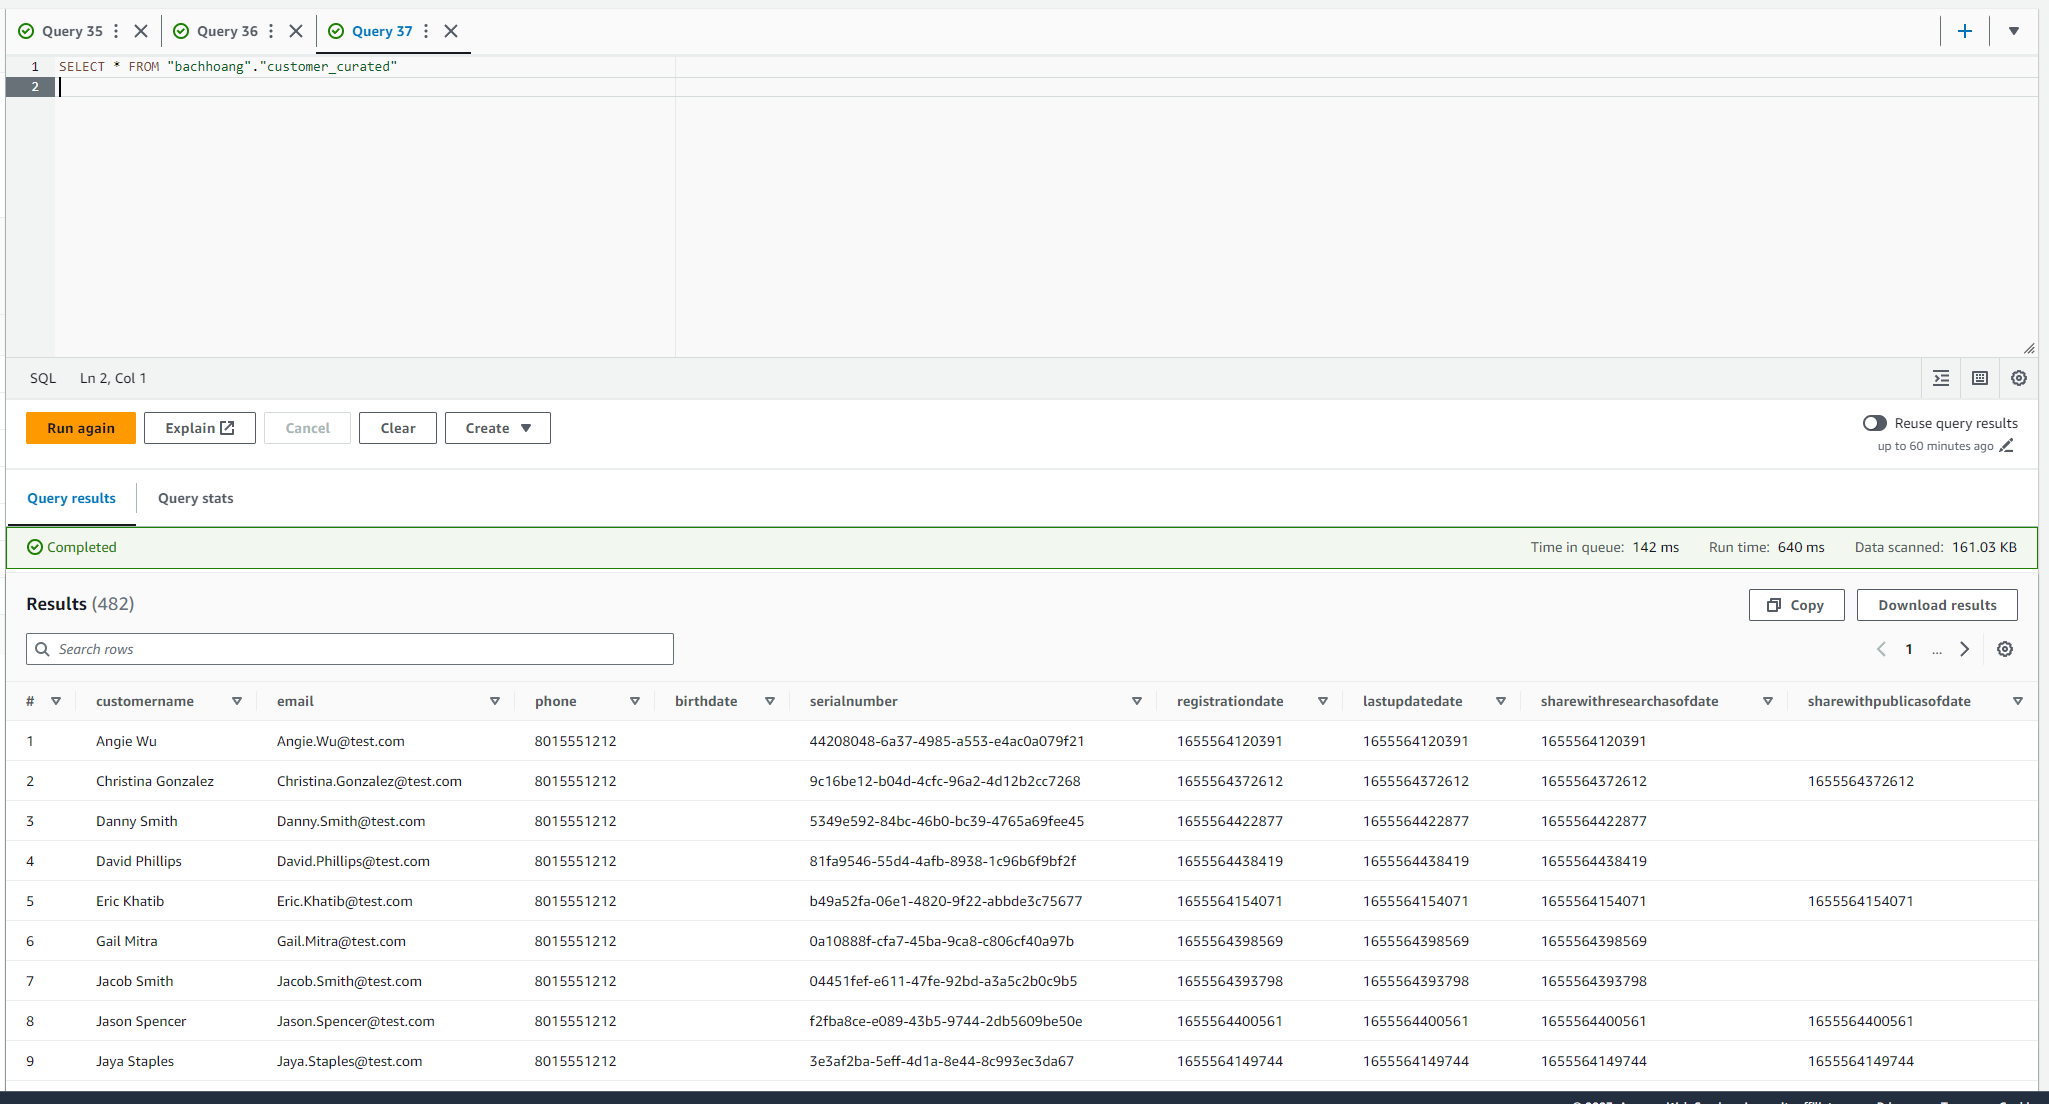 Query 35 Query 36 Query 37
1 SELECT * FROM "bachhoang"."customer_curated"
2
SQL Ln 2, Col 1
Run again Explain Cancel Clear Create
Reuse query results
up to 60 minutes ago
Query results Query stats
Completed Time in queue: 142 ms Run time: 640 ms Data scanned: 161.03 KB
Results (482) Copy Download results
Search rows 1 ...
# customername email phone birthdate serialnumber registrationdate lastupdatedate sharewithresearchasofdate sharewithpublicasofdate
1 Angie Wu Angie.Wu@test.com 8015551212 44208048-6a37-4985-a553-e4ac0a079f21 1655564120391 1655564120391 1655564120391
2 Christina Gonzalez Christina.Gonzalez@test.com 8015551212 9c16be12-b04d-4cfc-96a2-4d12b2cc7268 1655564372612 1655564372612 1655564372612 1655564372612
3 Danny Smith Danny.Smith@test.com 8015551212 5349e592-84bc-46b0-bc39-4765a69fee45 1655564422877 1655564422877 1655564422877
4 David Phillips David.Phillips@test.com 8015551212 81fa9546-55d4-4afb-8938-1c96b6f9bf2f 1655564438419 1655564438419 1655564438419
5 Eric Khatib Eric.Khatib@test.com 8015551212 b49a52fa-06e1-4820-9f22-abbde3c75677 1655564154071 1655564154071 1655564154071 1655564154071
6 Gail Mitra Gail.Mitra@test.com 8015551212 0a10888f-cfa7-45ba-9ca8-c806cf40a97b 1655564398569 1655564398569 1655564398569
7 Jacob Smith Jacob.Smith@test.com 8015551212 04451fef-e611-47fe-92bd-a3a5c2b0c9b5 1655564393798 1655564393798 1655564393798
8 Jason Spencer Jason.Spencer@test.com 8015551212 f2fba8ce-e089-43b5-9744-2db5609be50e 1655564400561 1655564400561 1655564400561 1655564400561
9 Jaya Staples Jaya.Staples@test.com 8015551212 3e3af2ba-5eff-4d1a-8e44-8c993ec3da67 1655564149744 1655564149744 1655564149744 1655564149744